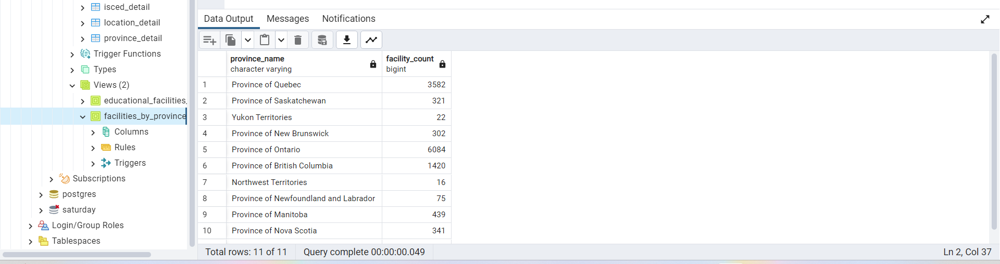 isced_detail
location_detail
province_detail
Trigger Functions
Types
Views (2)
educational_facilities_
facilities_by_province
Columns
Rules
Triggers
Subscriptions
postgres
saturday
Login/Group Roles
Tablespaces
Data Output Messages Notifications
province_name facility_count
character varying bigint
1 Province of Quebec 3582
2 Province of Saskatchewan 321
3 Yukon Territories 22
4 Province of New Brunswick 302
5 Province of Ontario 6084
6 Province of British Columbia 1420
7 Northwest Territories 16
8 Province of Newfoundland and Labrador 75
9 Province of Manitoba 439
10 Province of Nova Scotia 341
Total rows: 11 of 11 Query complete 00:00:00.049 Ln 2, Col 37